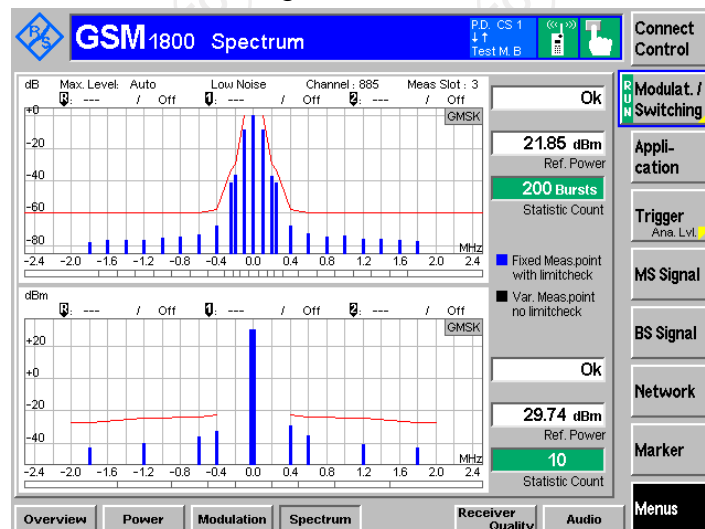 R/S GSM 1800 Spectrum P.D. CS 1
↓↑
Test M. B
Connect Control
dB Max. Level: Auto Low Noise Channel : 885 Meas Slot : 3
R: --- / Off 1: --- / Off 2: --- / Off
GMSK
+0
-20
-40
-60
-80
MHz
-2.4 -2.0 -1.6 -1.2 -0.8 -0.4 0.0 0.4 0.8 1.2 1.6 2.0 2.4
Ok
21.85 dBm
Ref. Power
200 Bursts
Statistic Count
Fixed Meas.point
with limitcheck
Var. Meas.point
no limitcheck
dBm
R: --- / Off 1: --- / Off 2: --- / Off
GMSK
+20
+0
-20
-40
MHz
-2.4 -2.0 -1.6 -1.2 -0.8 -0.4 0.0 0.4 0.8 1.2 1.6 2.0 2.4
Ok
29.74 dBm
Ref. Power
10
Statistic Count
RUN
Modulat. /
Switching
Appli-
cation
Trigger
Ana. Lvl.
MS Signal
BS Signal
Network
Marker
Menus
Overview Power Modulation Spectrum Receiver Quality Audio